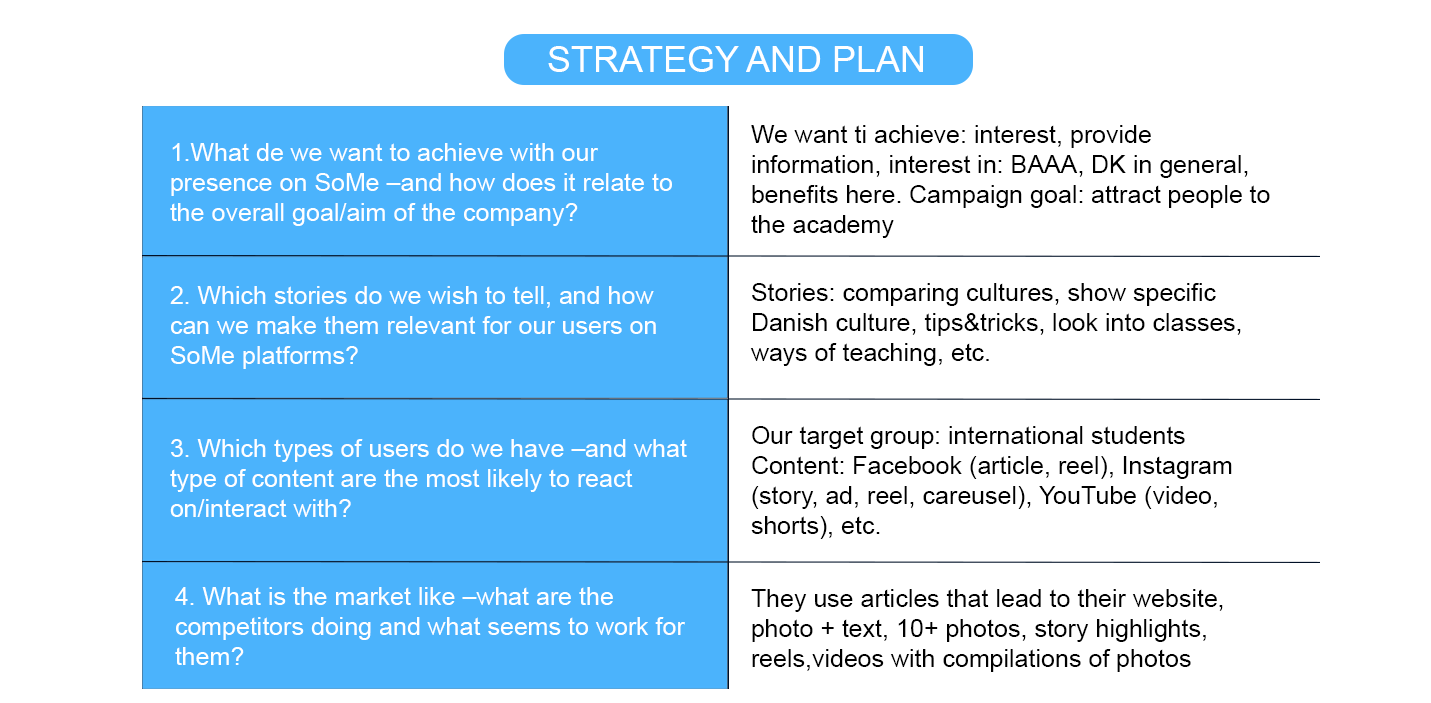 STRATEGY AND PLAN
1.What de we want to achieve with our
presence on SoMe –and how does it relate to
the overall goal/aim of the company?
We want ti achieve: interest, provide
information, interest in: BAAA, DK in general,
benefits here. Campaign goal: attract people to
the academy
2. Which stories do we wish to tell, and how
can we make them relevant for our users on
SoMe platforms?
Stories: comparing cultures, show specific
Danish culture, tips&tricks, look into classes,
ways of teaching, etc.
3. Which types of users do we have –and what
type of content are the most likely to react
on/interact with?
Our target group: international students
Content: Facebook (article, reel), Instagram
(story, ad, reel, careusel), YouTube (video,
shorts), etc.
4. What is the market like –what are the
competitors doing and what seems to work for
them?
They use articles that lead to their website,
photo + text, 10+ photos, story highlights,
reels,videos with compilations of photos